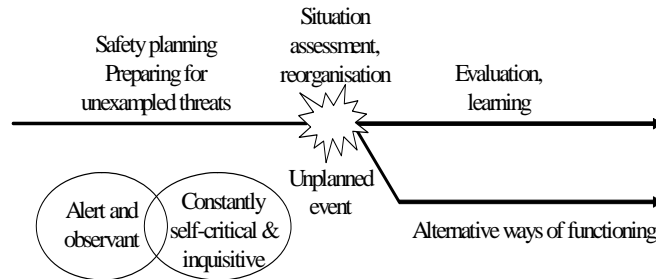 Safety planning
Preparing for
unexampled threats
Situation
assessment,
reorganisation
Evaluation,
learning
Unplanned
event
Alert and
observant
Constantly
self-critical &
inquisitive
Alternative ways of functioning